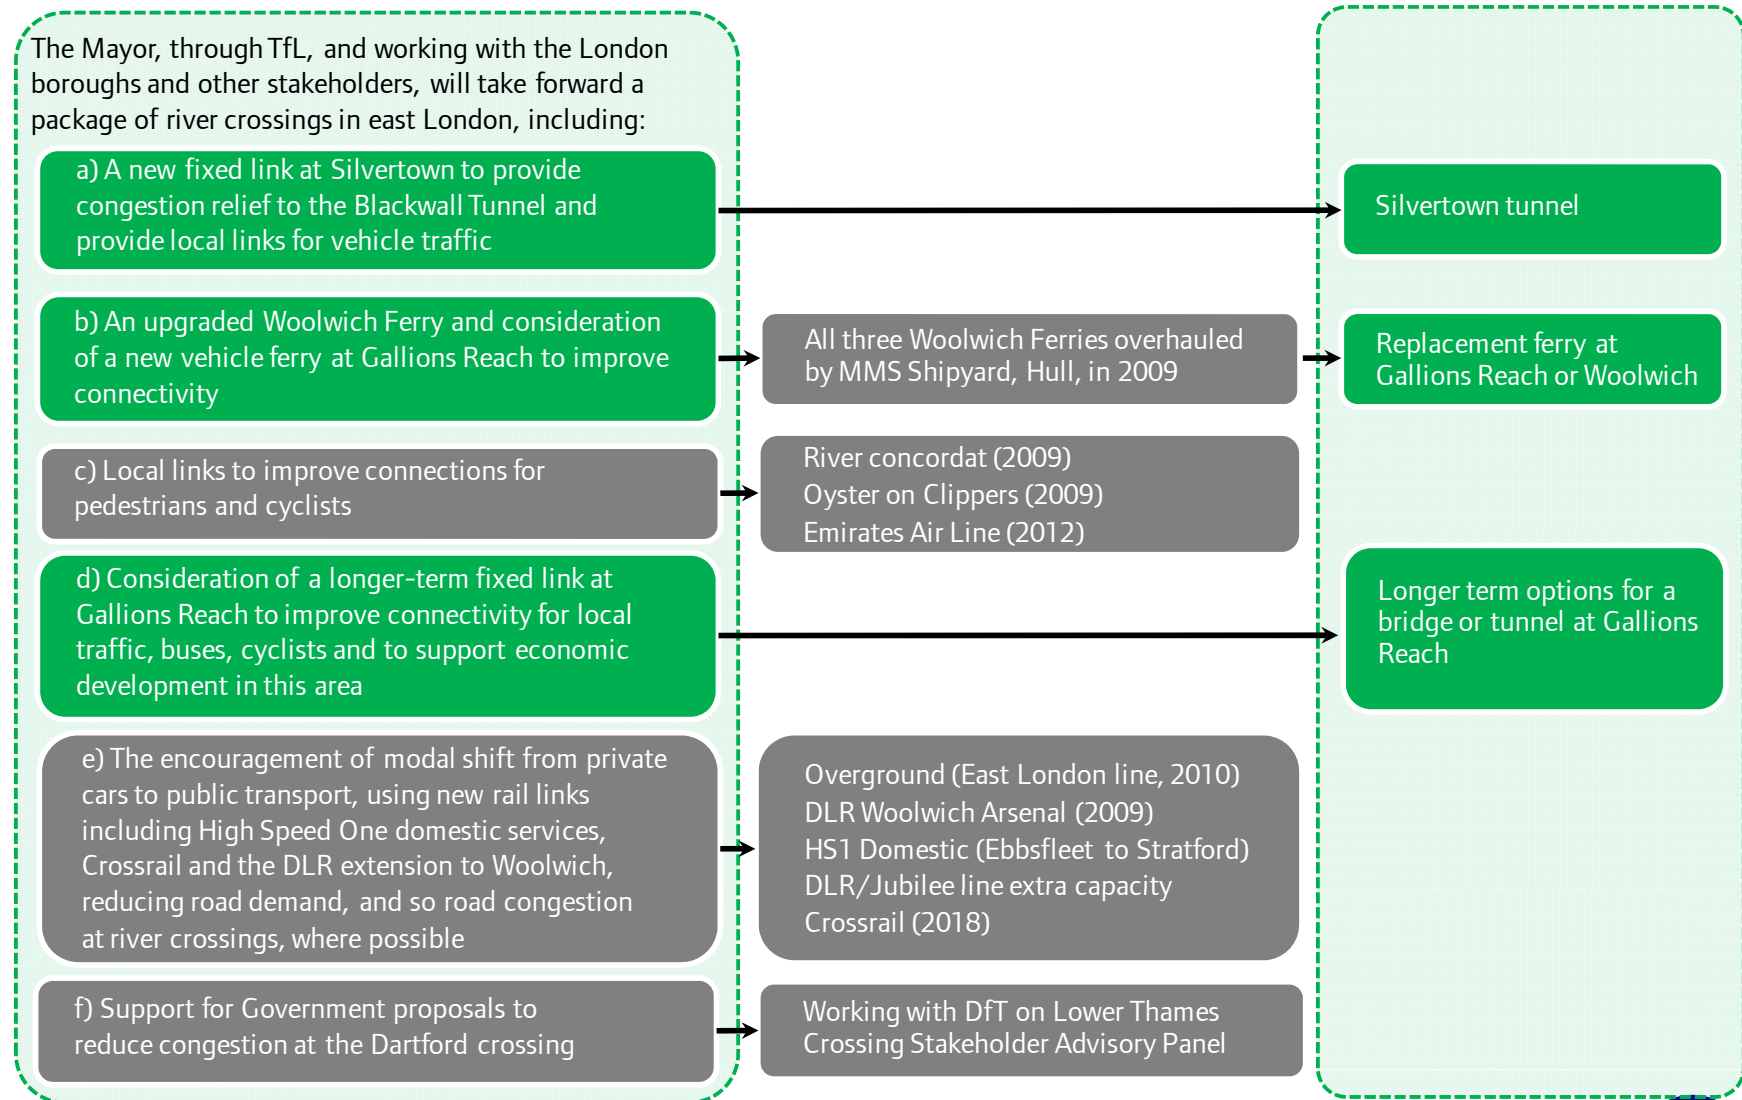 The Mayor, through TfL, and working with the London
boroughs and other stakeholders, will take forward a
package of river crossings in east London, including:
a) A new fixed link at Silvertown to provide
congestion relief to the Blackwall Tunnel and
provide local links for vehicle traffic
Silvertown tunnel
b) An upgraded Woolwich Ferry and consideration
of a new vehicle ferry at Gallions Reach to improve
connectivity
All three Woolwich Ferries overhauled
by MMS Shipyard, Hull, in 2009
Replacement ferry at
Gallions Reach or Woolwich
c) Local links to improve connections for
pedestrians and cyclists
River concordat (2009)
Oyster on Clippers (2009)
Emirates Air Line (2012)
d) Consideration of a longer-term fixed link at
Gallions Reach to improve connectivity for local
traffic, buses, cyclists and to support economic
development in this area
Longer term options for a
bridge or tunnel at Gallions
Reach
e) The encouragement of modal shift from private
cars to public transport, using new rail links
including High Speed One domestic services,
Crossrail and the DLR extension to Woolwich,
reducing road demand, and so road congestion
at river crossings, where possible
Overground (East London line, 2010)
DLR Woolwich Arsenal (2009)
HS1 Domestic (Ebbsfleet to Stratford)
DLR/Jubilee line extra capacity
Crossrail (2018)
f) Support for Government proposals to
reduce congestion at the Dartford crossing
Working with DfT on Lower Thames
Crossing Stakeholder Advisory Panel